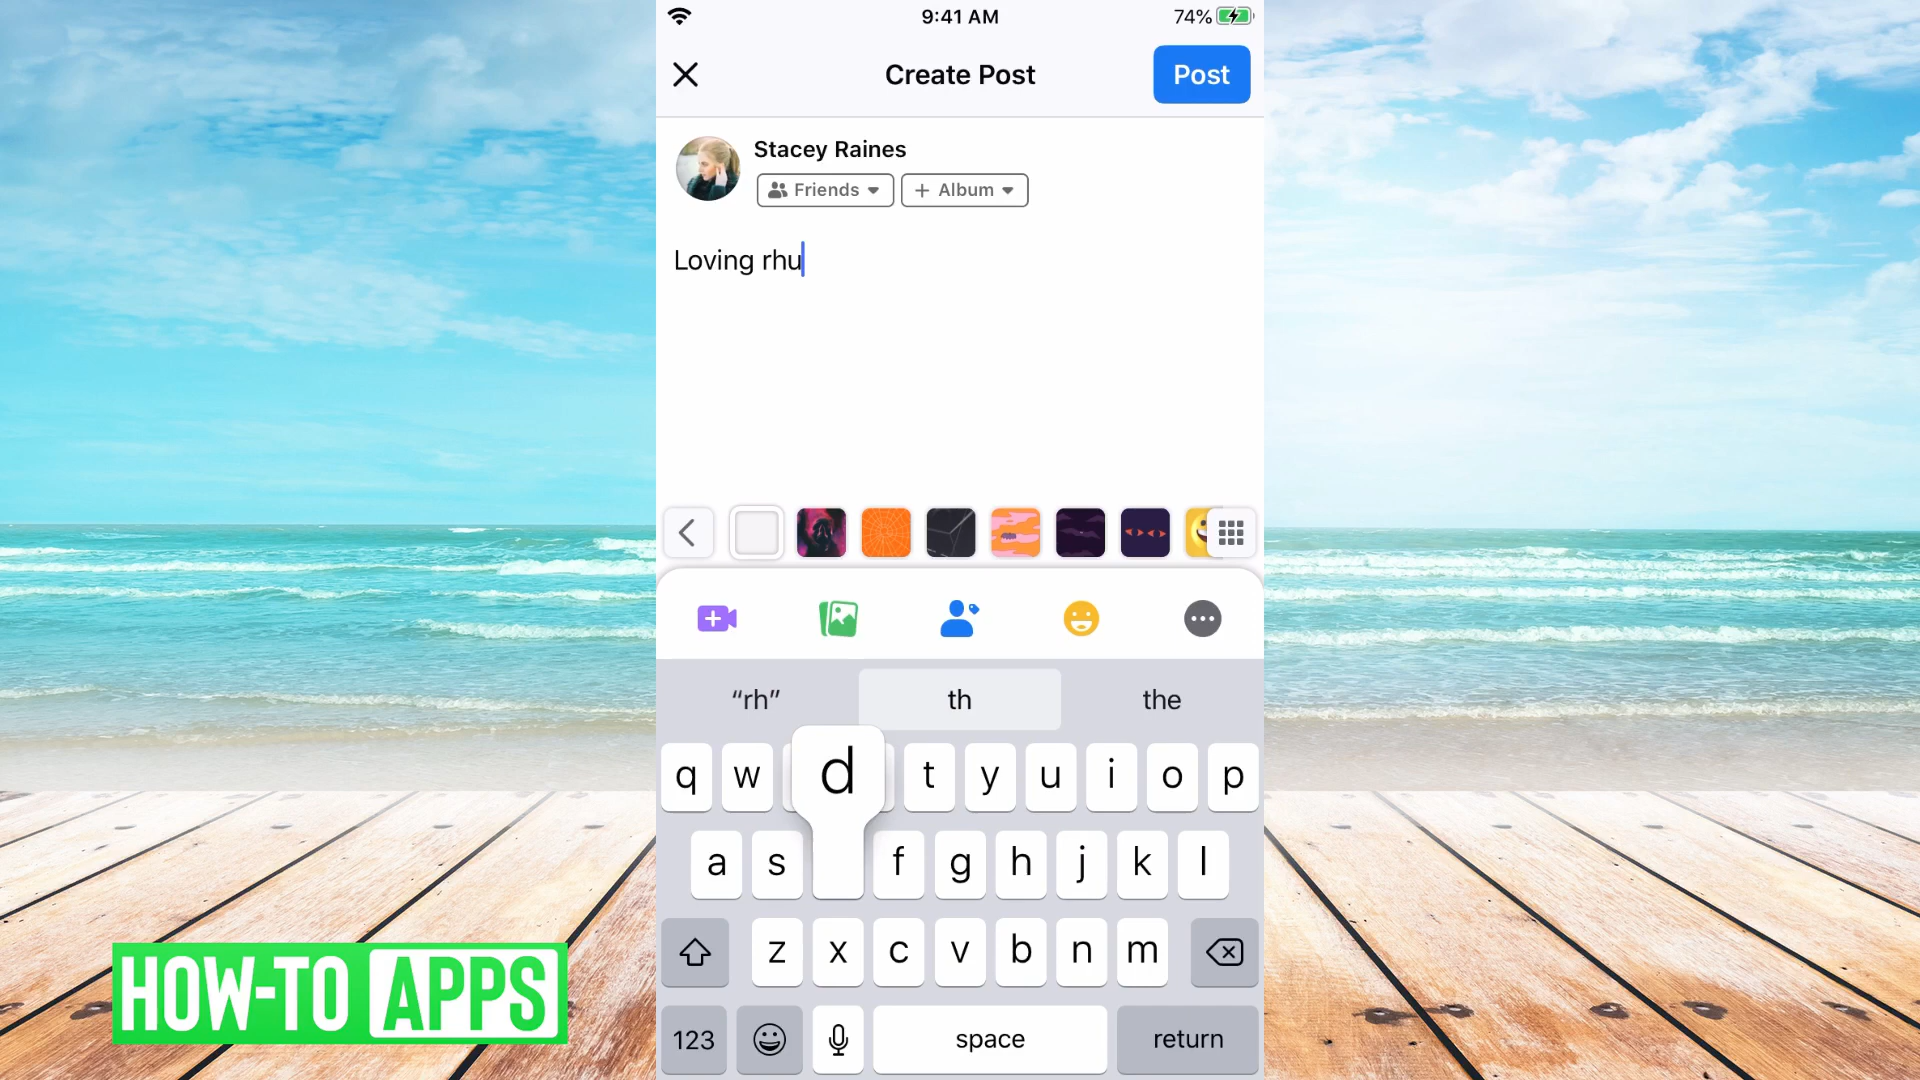 9:41 AM
74%
Create Post
Post
Stacey Raines
Friends
+ Album
Loving rhu
“rh” th the
q w d t y u i o p
a s f g h j k l
z x c v b n m
123 space return
HOW-TO APPS